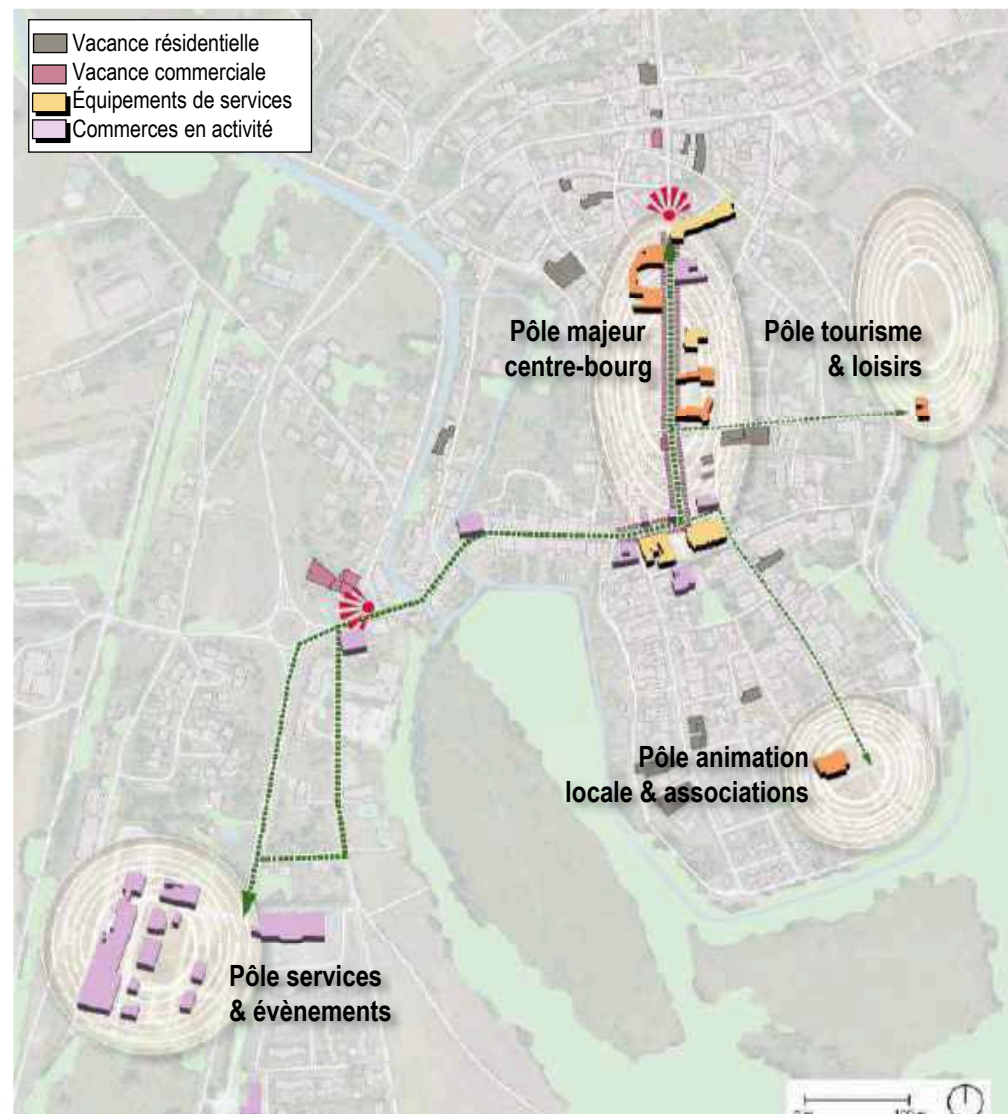 Vacance résidentielle
Vacance commerciale
Équipements de services
Commerces en activité
Pôle majeur
centre-bourg
Pôle tourisme
& loisirs
Pôle animation
locale & associations
Pôle services
& évènements